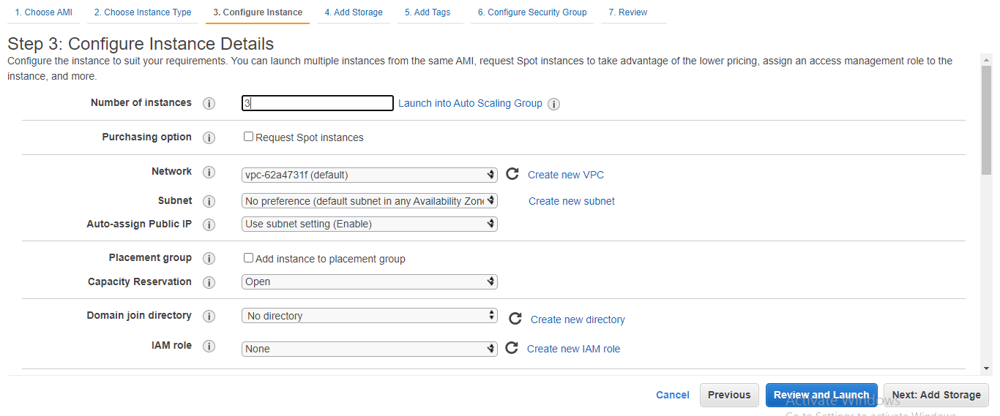 1. Choose AMI 2. Choose Instance Type 3. Configure Instance 4. Add Storage 5. Add Tags 6. Configure Security Group 7. Review
Step 3: Configure Instance Details
Configure the instance to suit your requirements. You can launch multiple instances from the same AMI, request Spot instances to take advantage of the lower pricing, assign an access management role to the
instance, and more.
Number of instances i 3 Launch into Auto Scaling Group i
Purchasing option i Request Spot instances
Network i vpc-62a4731f (default) Create new VPC
Subnet i No preference (default subnet in any Availability Zone Create new subnet
Auto-assign Public IP i Use subnet setting (Enable)
Placement group i Add instance to placement group
Capacity Reservation i Open
Domain join directory i No directory Create new directory
IAM role i None Create new IAM role
Cancel Previous Review and Launch Next: Add Storage
Activate Windows
Go to Settings to activate Windows.